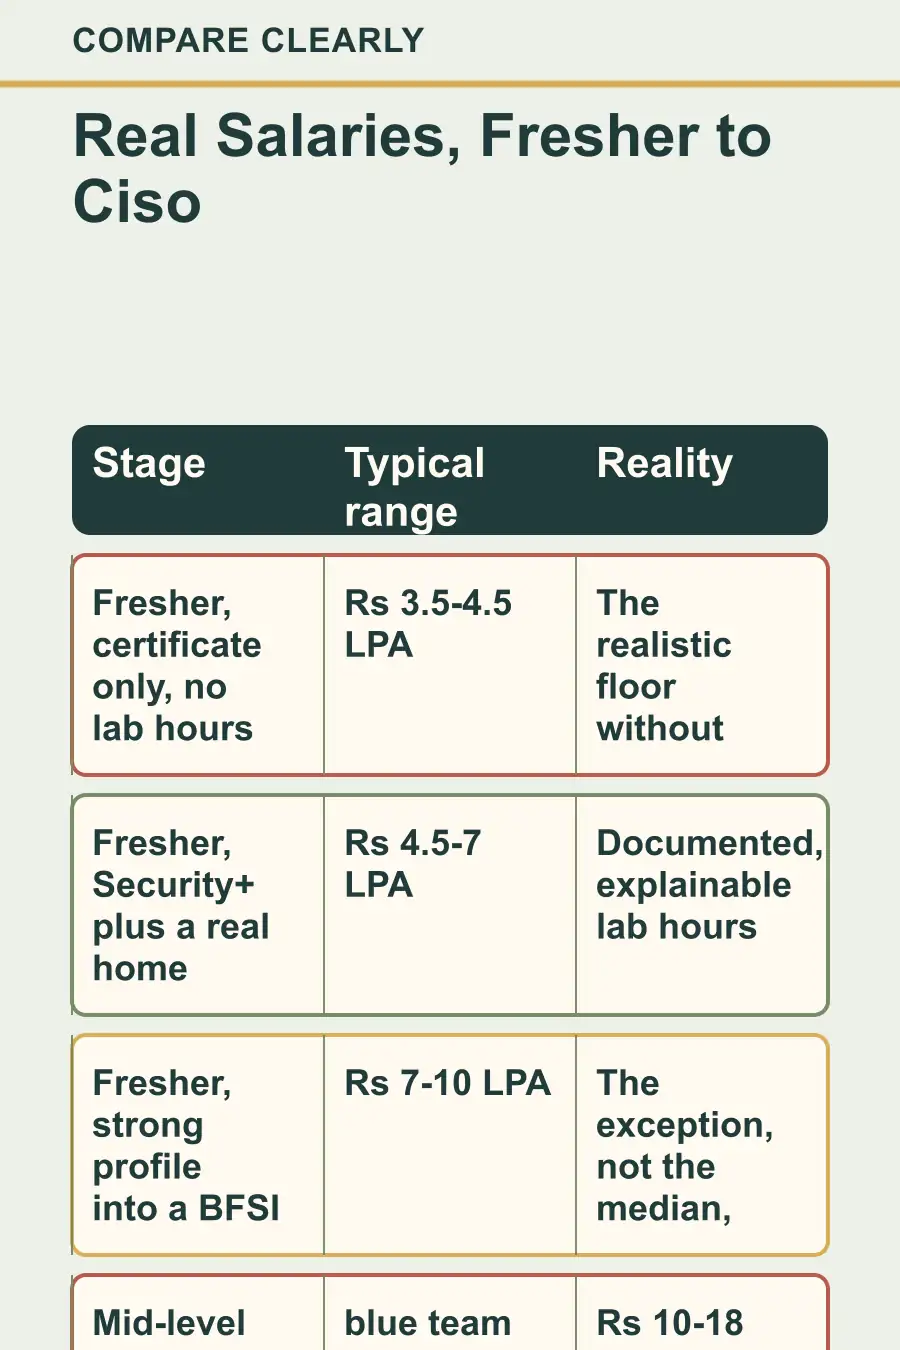 COMPARE CLEARLY
Real Salaries, Fresher to
Ciso
Stage
Typical
range
Reality
Fresher,
certificate
only, no
lab hours
Rs 3.5-4.5
LPA
The
realistic
floor
without
Fresher,
Security+
plus a real
home
Rs 4.5-7
LPA
Documented,
explainable
lab hours
Fresher,
strong
profile
into a BFSI
Rs 7-10 LPA
The
exception,
not the
median,
Mid-level
blue team
Rs 10-18